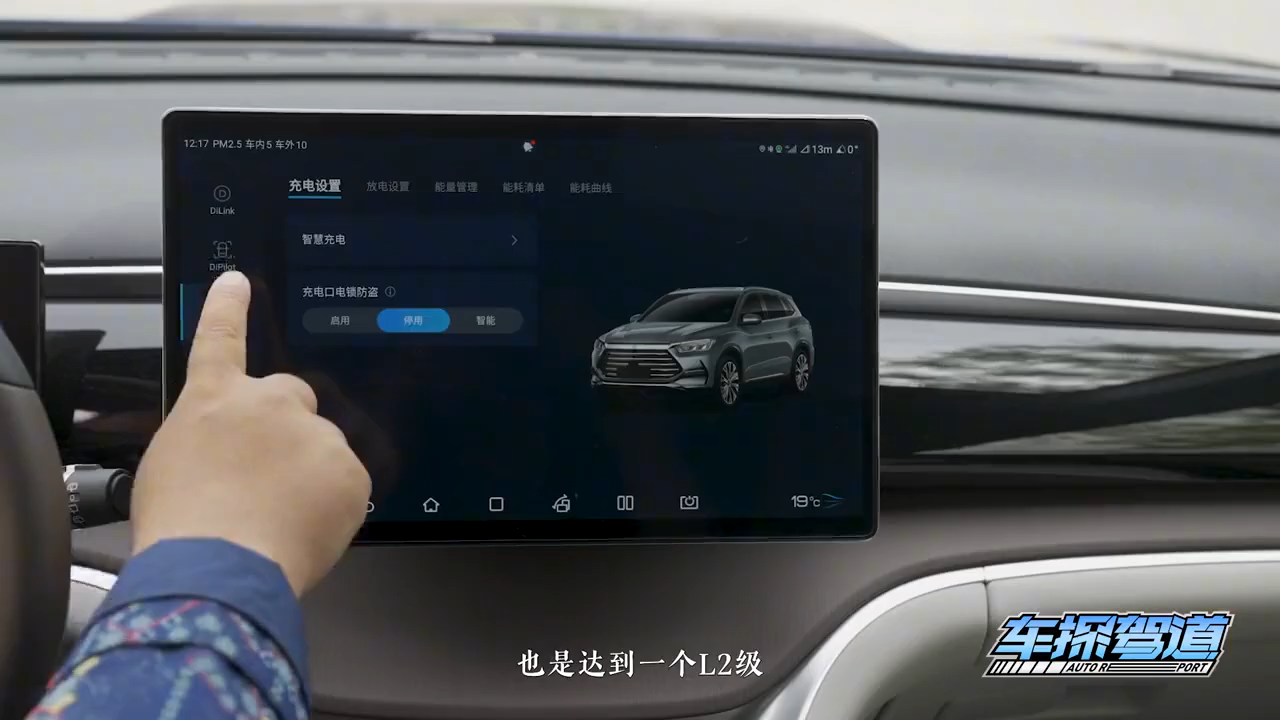 12:17 PM2.5 车内5 车外10
13m 0°
DiLink
充电设置 放电设置 能量管理 能耗清单 能耗曲线
智慧充电
DiPilot
充电口电锁防盗
启用 停用 智能
19°c
也是达到一个L2级
车探驾道
AUTO REPORT